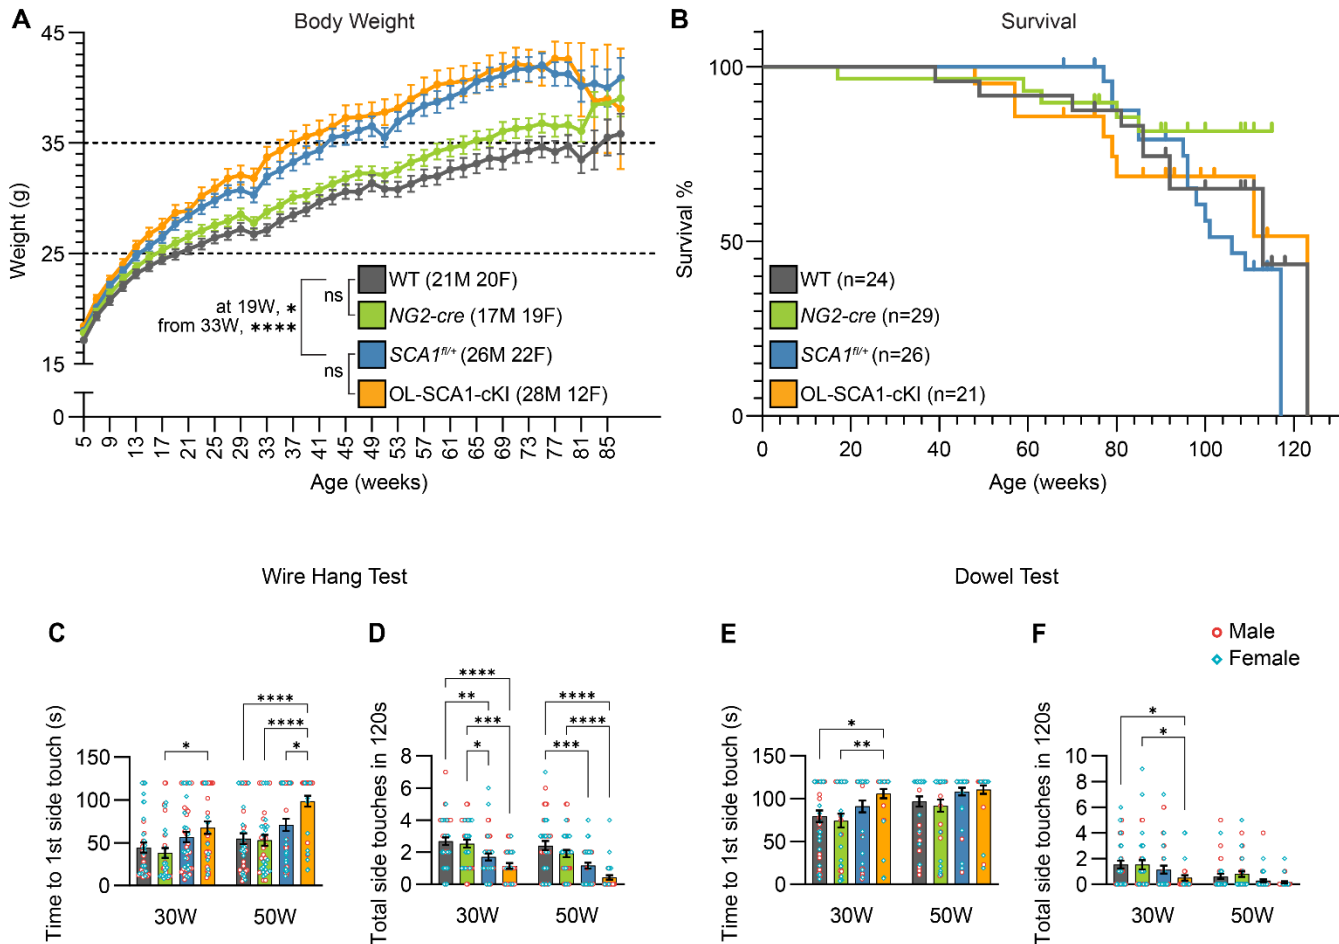 A
Body Weight
45
35
25
15
0
Weight (g)
5 9 13 17 21 25 29 33 37 41 45 49 53 57 61 65 69 73 77 81 85
Age (weeks)
at 19W, *
from 33W, ****
ns
ns
WT (21M 20F)
NG2-cre (17M 19F)
SCA1fl/+ (26M 22F)
OL-SCA1-cKI (28M 12F)
B
Survival
100
50
0
Survival %
WT (n=24)
NG2-cre (n=29)
SCA1fl/+ (n=26)
OL-SCA1-cKI (n=21)
0 20 40 60 80 100 120
Age (weeks)
Wire Hang Test
C
Time to 1st side touch (s)
150
100
50
0
*
****
****
*
30W 50W
D
Total side touches in 120s
8
6
4
2
0
****
**
***
*
****
****
***
30W 50W
Dowel Test
E
Time to 1st side touch (s)
150
100
50
0
*
**
30W 50W
F
Male
Female
Total side touches in 120s
10
8
6
4
2
0
*
*
30W 50W